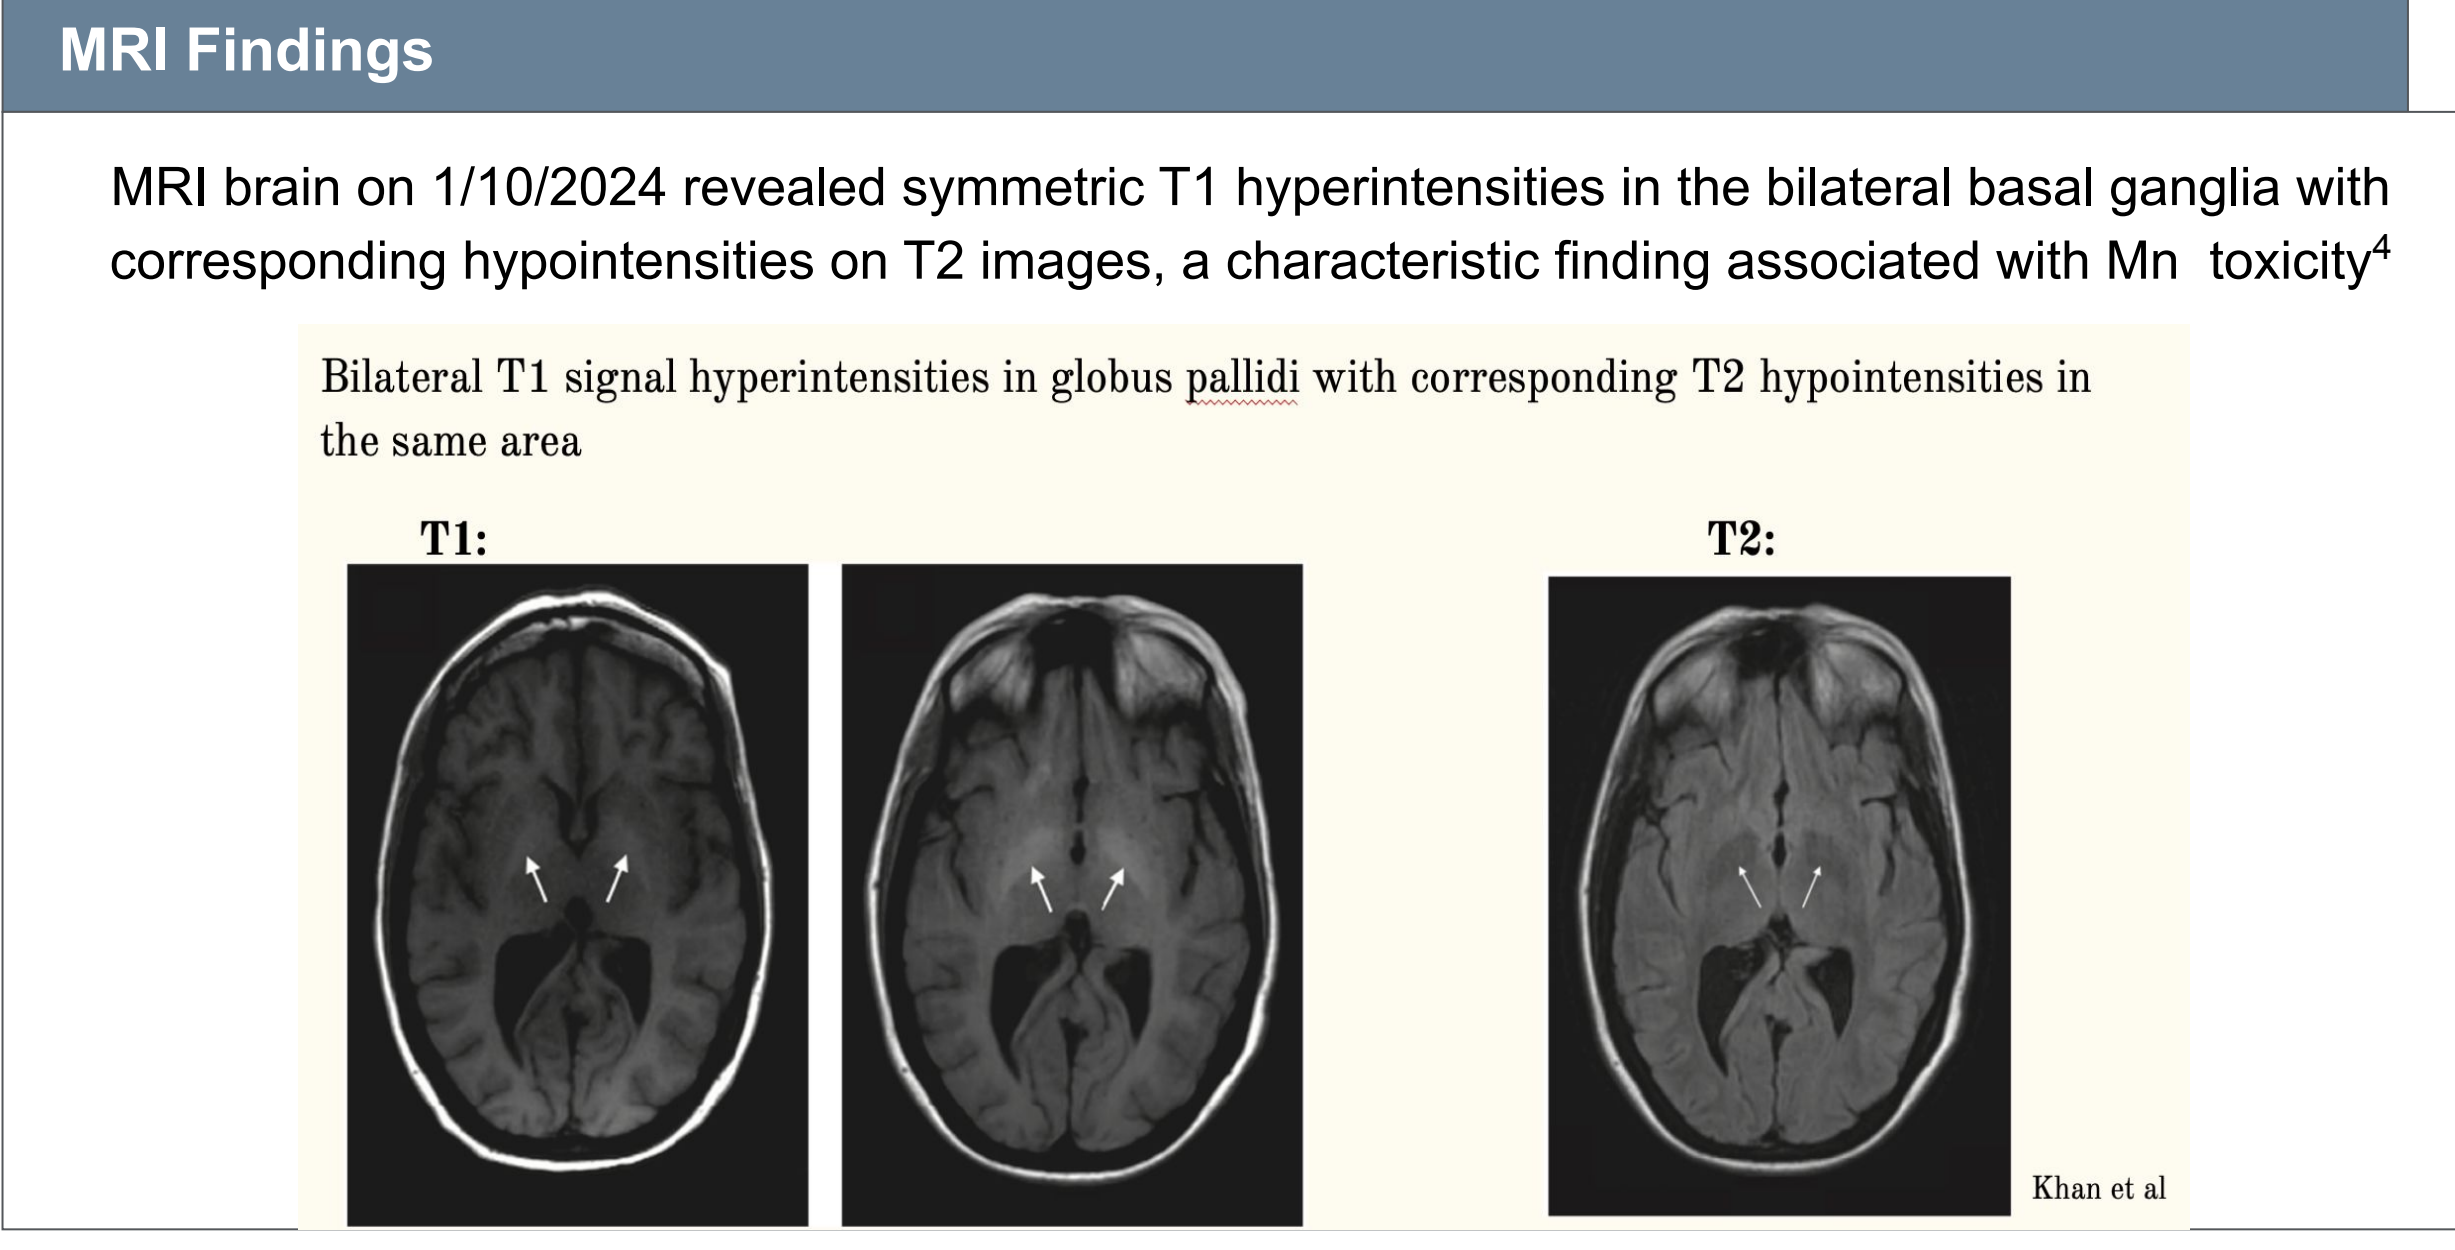 MRI Findings
MRI brain on 1/10/2024 revealed symmetric T1 hyperintensities in the bilateral basal ganglia with
corresponding hypointensities on T2 images, a characteristic finding associated with Mn  toxicity⁴
Bilateral T1 signal hyperintensities in globus pallidi with corresponding T2 hypointensities in
the same area
T1:
T2:
Khan et al